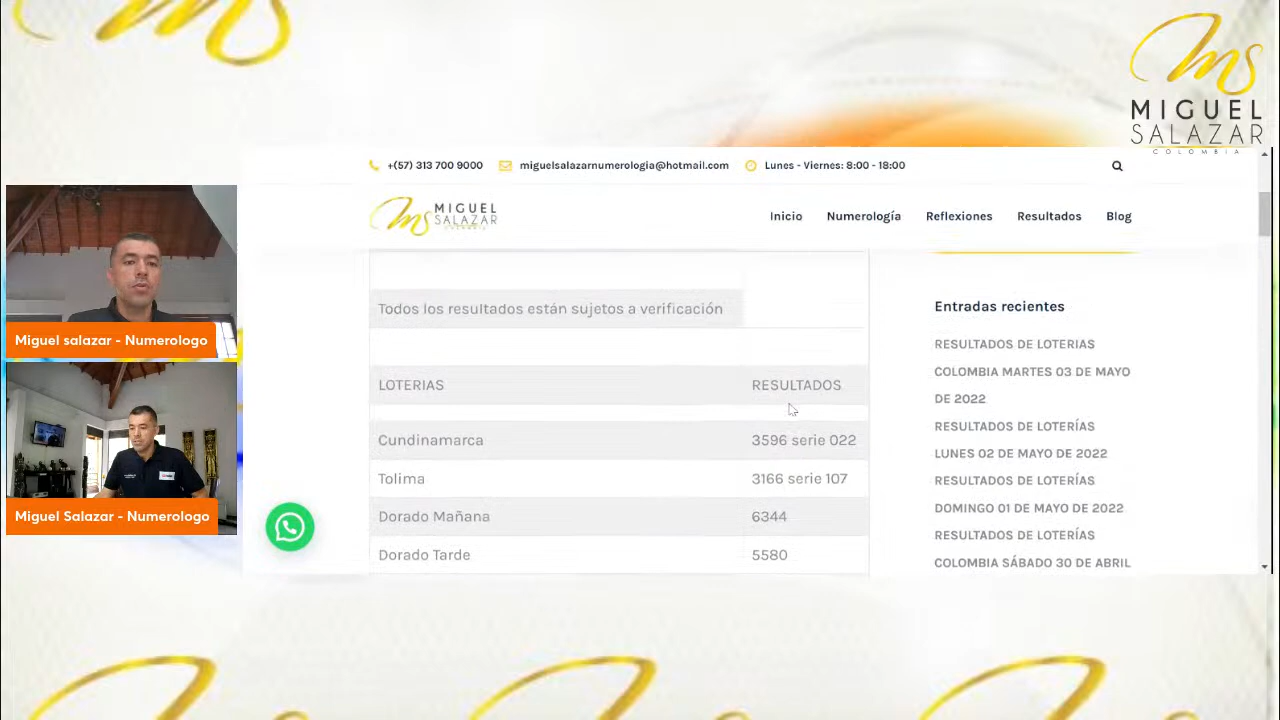 MS
MIGUEL
SALAZAR
COLOMBIA
+(57) 313 700 9000
miguelsalazarnumerologia@hotmail.com
Lunes - Viernes: 8:00 - 18:00
MS MIGUEL
SALAZAR
COLOMBIA
Inicio
Numerología
Reflexiones
Resultados
Blog
Miguel salazar - Numerologo
Miguel Salazar - Numerologo
Todos los resultados están sujetos a verificación
LOTERIAS RESULTADOS
Cundinamarca 3596 serie 022
Tolima 3166 serie 107
Dorado Mañana 6344
Dorado Tarde 5580
Entradas recientes
RESULTADOS DE LOTERIAS
COLOMBIA MARTES 03 DE MAYO
DE 2022
RESULTADOS DE LOTERÍAS
LUNES 02 DE MAYO DE 2022
RESULTADOS DE LOTERÍAS
DOMINGO 01 DE MAYO DE 2022
RESULTADOS DE LOTERÍAS
COLOMBIA SÁBADO 30 DE ABRIL